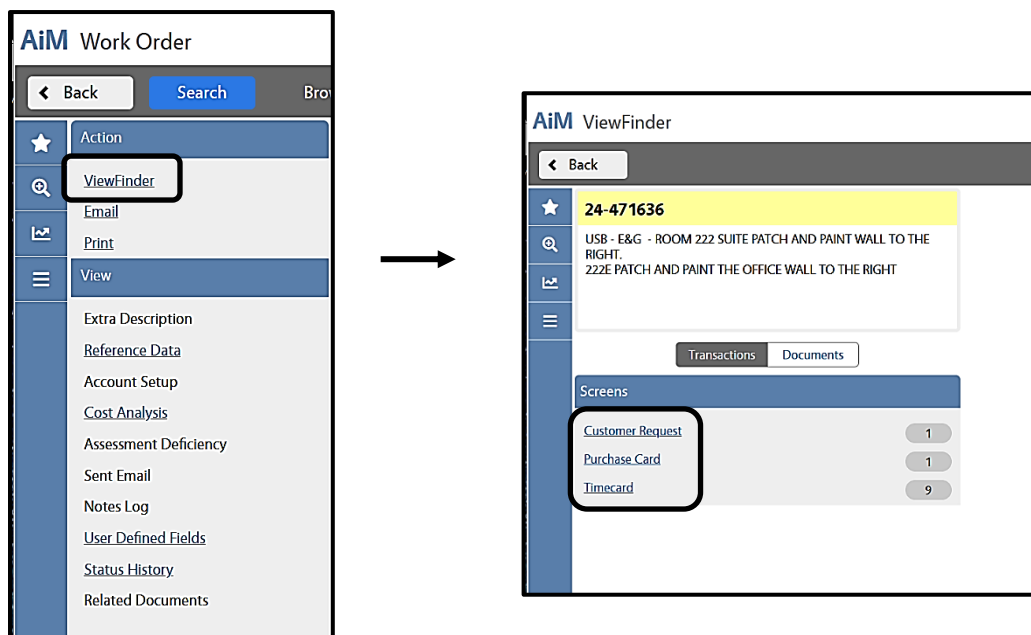 AiM Work Order
Back Search Bro
Action
ViewFinder
Email
Print
View
Extra Description
Reference Data
Account Setup
Cost Analysis
Assessment Deficiency
Sent Email
Notes Log
User Defined Fields
Status History
Related Documents
AiM ViewFinder
Back
24-471636
USB - E&G - ROOM 222 SUITE PATCH AND PAINT WALL TO THE
RIGHT.
222E PATCH AND PAINT THE OFFICE WALL TO THE RIGHT
Transactions Documents
Screens
Customer Request 1
Purchase Card 1
Timecard 9